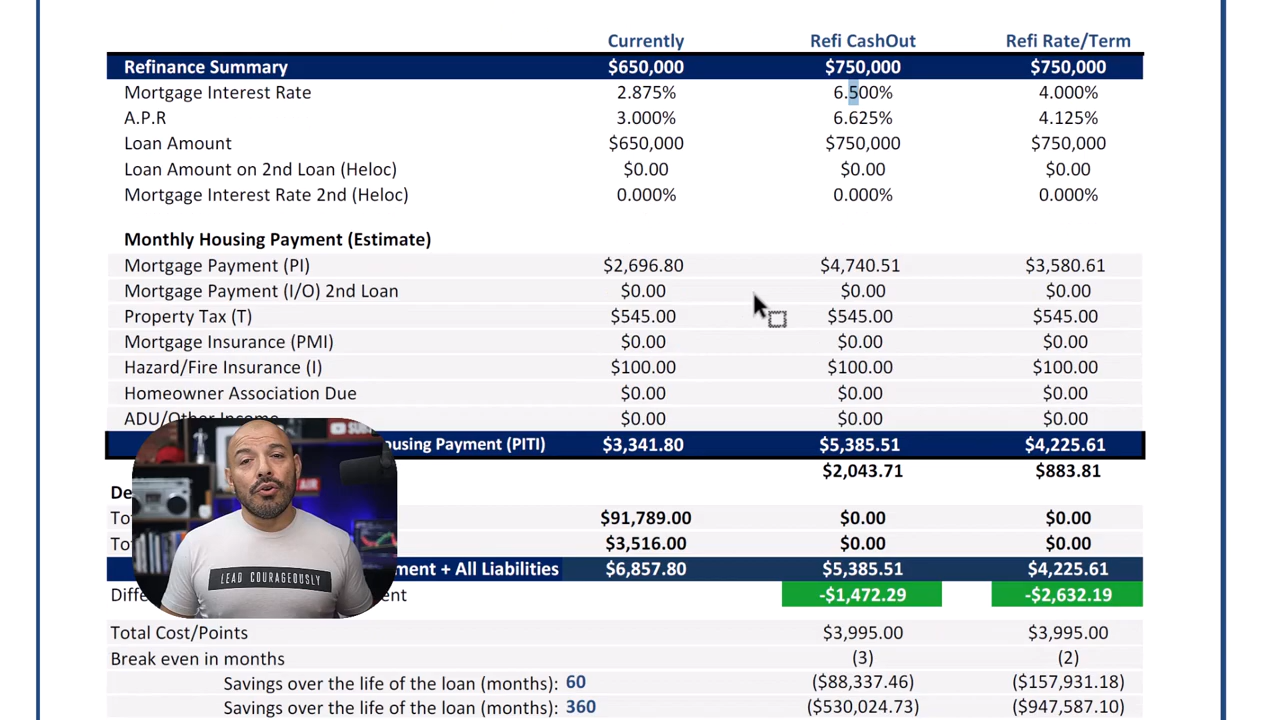 Currently Refi CashOut Refi Rate/Term
Refinance Summary $650,000 $750,000 $750,000
Mortgage Interest Rate 2.875% 6.500% 4.000%
A.P.R 3.000% 6.625% 4.125%
Loan Amount $650,000 $750,000 $750,000
Loan Amount on 2nd Loan (Heloc) $0.00 $0.00 $0.00
Mortgage Interest Rate 2nd (Heloc) 0.000% 0.000% 0.000%
Monthly Housing Payment (Estimate)
Mortgage Payment (PI) $2,696.80 $4,740.51 $3,580.61
Mortgage Payment (I/O) 2nd Loan $0.00 $0.00 $0.00
Property Tax (T) $545.00 $545.00 $545.00
Mortgage Insurance (PMI) $0.00 $0.00 $0.00
Hazard/Fire Insurance (I) $100.00 $100.00 $100.00
Homeowner Association Due $0.00 $0.00 $0.00
ADU/Other Income $0.00 $0.00 $0.00
ousing Payment (PITI) $3,341.80 $5,385.51 $4,225.61
$2,043.71 $883.81
De
To $91,789.00 $0.00 $0.00
To $3,516.00 $0.00 $0.00
ment + All Liabilities $6,857.80 $5,385.51 $4,225.61
Diffe ent -$1,472.29 -$2,632.19
LEAD COURAGEOUSLY
Total Cost/Points $3,995.00 $3,995.00
Break even in months (3) (2)
Savings over the life of the loan (months): 60 ($88,337.46) ($157,931.18)
Savings over the life of the loan (months): 360 ($530,024.73) ($947,587.10)